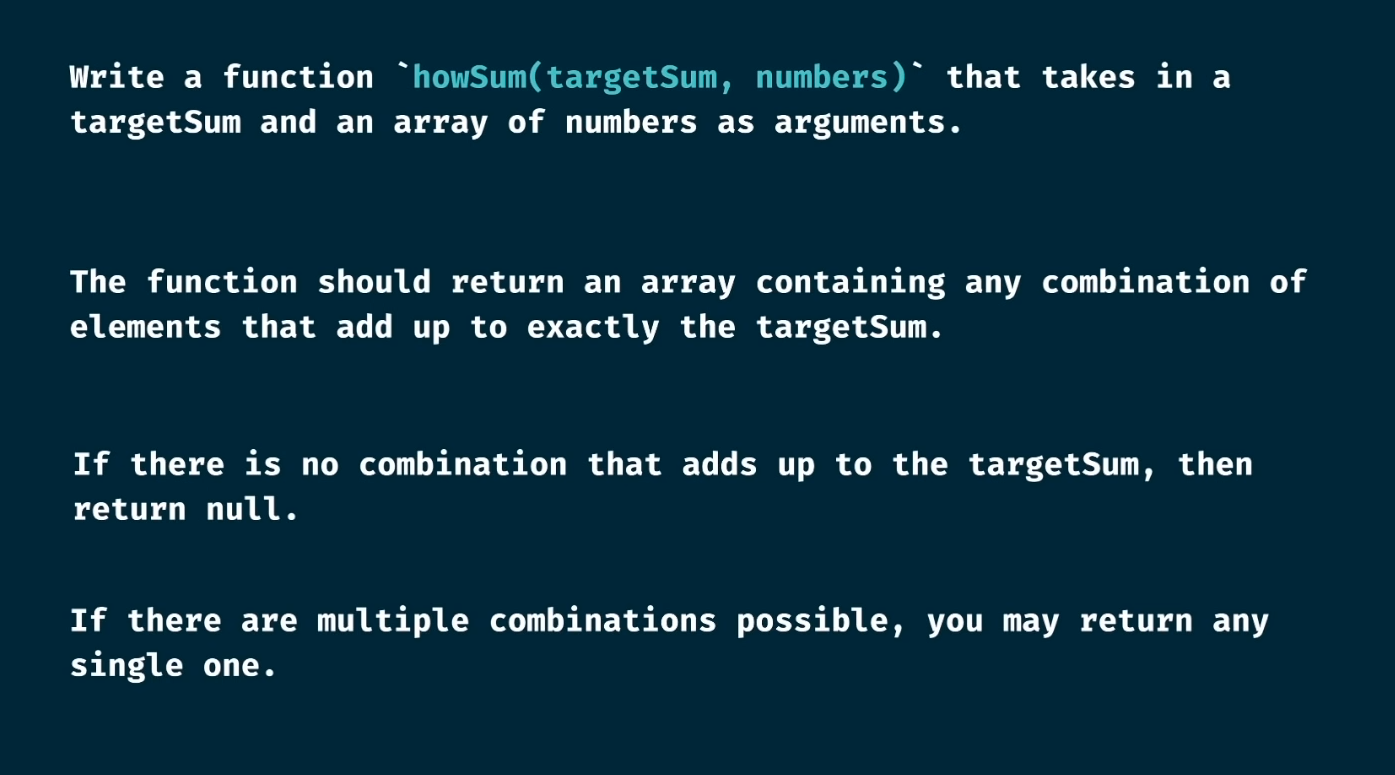 Write a function `howSum(targetSum, numbers)` that takes in a
targetSum and an array of numbers as arguments.
The function should return an array containing any combination of
elements that add up to exactly the targetSum.
If there is no combination that adds up to the targetSum, then
return null.
If there are multiple combinations possible, you may return any
single one.